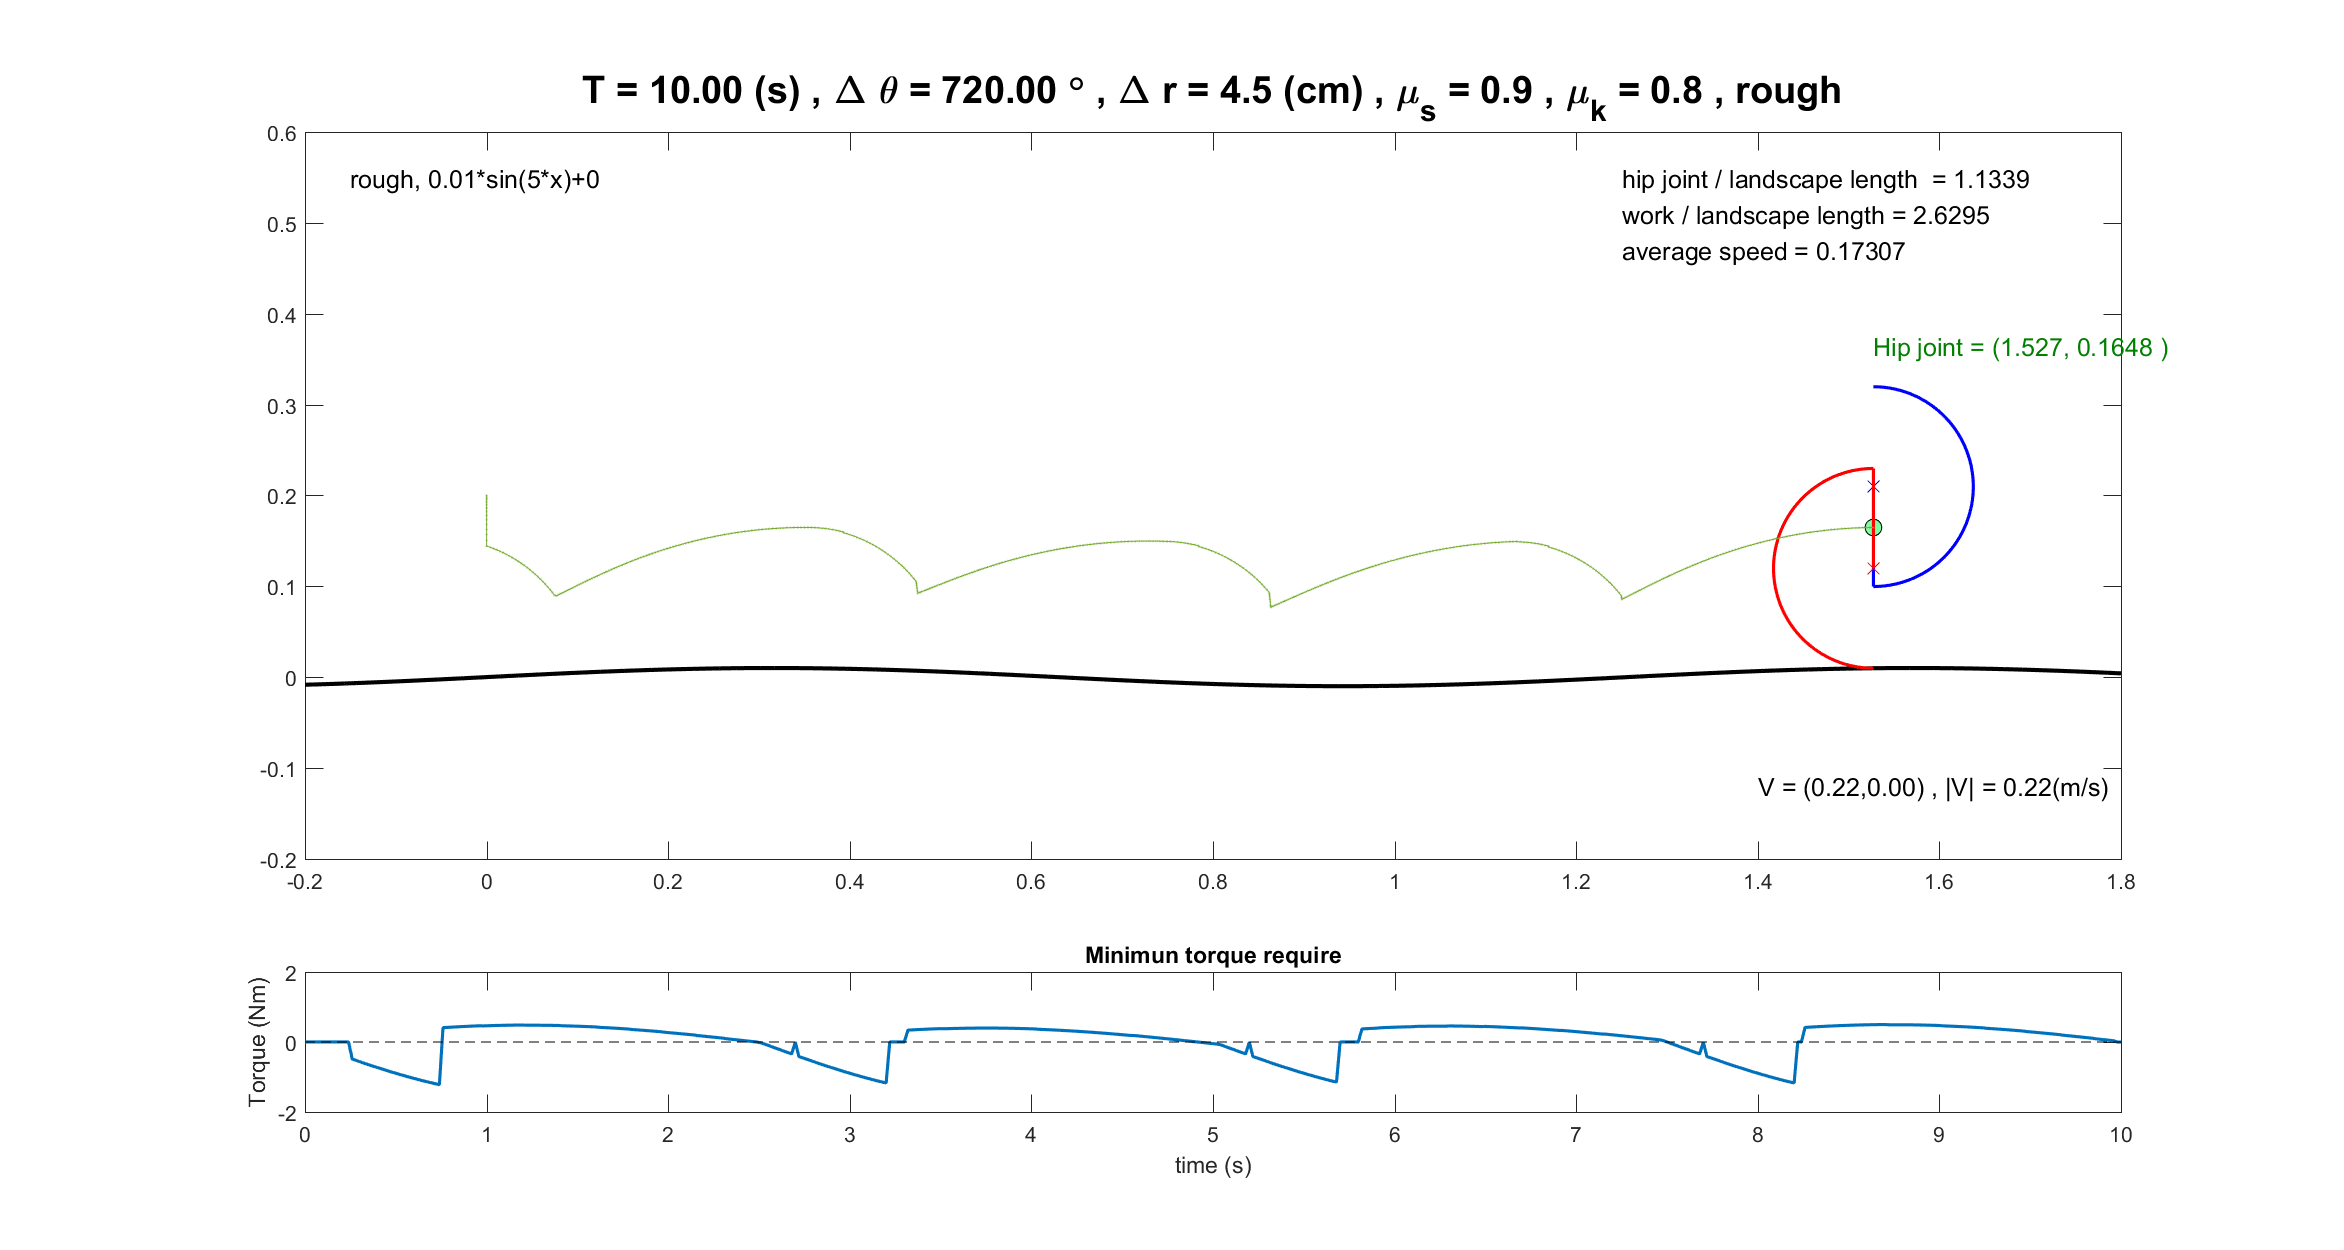 T = 10.00 (s) , Δ θ = 720.00 ° , Δ r = 4.5 (cm) , μs = 0.9 , μk = 0.8 , rough
0.6
0.5
0.4
0.3
0.2
0.1
0
-0.1
-0.2
rough, 0.01*sin(5*x)+0
hip joint / landscape length = 1.1339
work / landscape length = 2.6295
average speed = 0.17307
Hip joint = (1.527, 0.1648 )
V = (0.22,0.00) , |V| = 0.22(m/s)
-0.2 0 0.2 0.4 0.6 0.8 1 1.2 1.4 1.6 1.8
Minimun torque require
Torque (Nm)
2
0
-2
0 1 2 3 4 5 6 7 8 9 10
time (s)